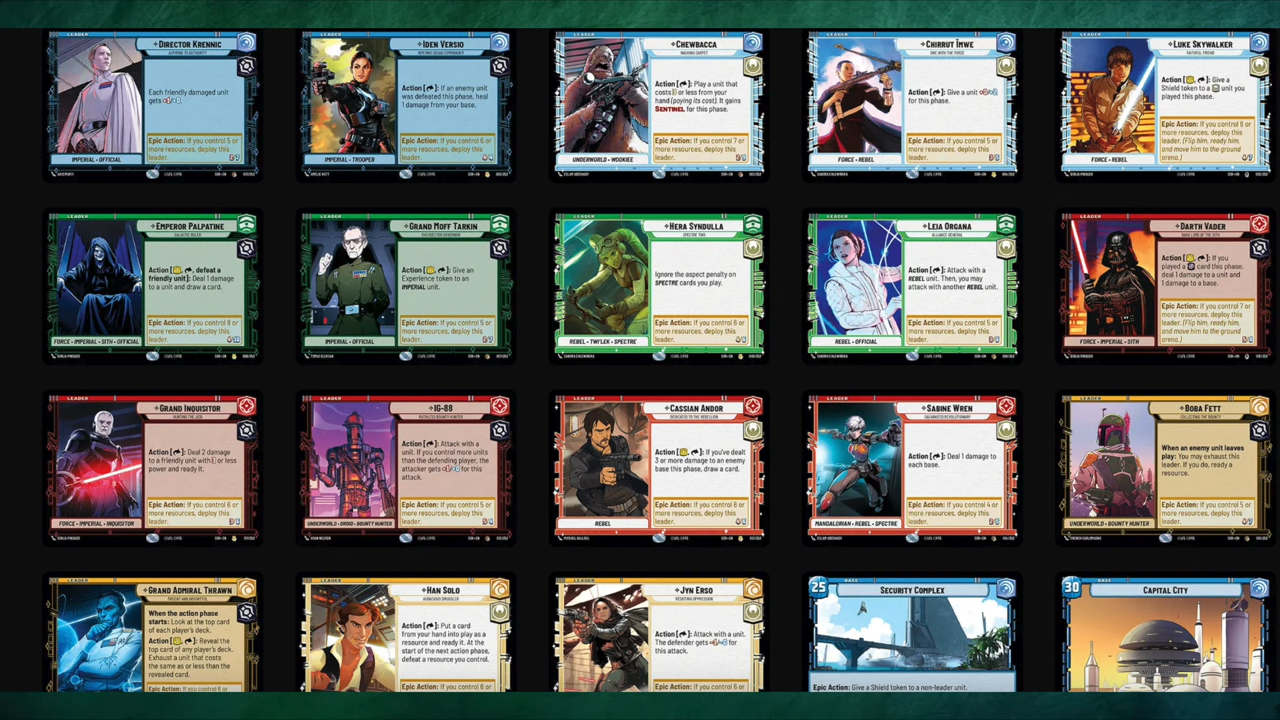 LEADER
DIRECTOR KRENNIC
ASPIRING TO AUTHORITY
Each friendly damaged unit
gets
Epic Action: If you control 5 or
more resources, deploy this
leader.
IMPERIAL • OFFICIAL
LEADER
IDEN VERSIO
INFERNO SQUAD COMMANDER
Action [ ]: If an enemy unit
was defeated this phase, heal
1 damage from your base.
Epic Action: If you control 6 or
more resources, deploy this
leader.
IMPERIAL • TROOPER
LEADER
CHEWBACCA
WALKING CARPET
Action [ ]: Play a unit that
costs 3 or less from your
hand (paying its cost). It gains
SENTINEL for this phase.
Epic Action: If you control 7 or
more resources, deploy this
leader.
UNDERWORLD • WOOKIEE
LEADER
CHIRRUT ÎMWE
ONE WITH THE FORCE
Action [ ]: Give a unit
for this phase.
Epic Action: If you control 5 or
more resources, deploy this
leader.
FORCE • REBEL
LEADER
LUKE SKYWALKER
FAITHFUL FRIEND
Action [ , ]: Give a
Shield token to a unit you
played this phase.
Epic Action: If you control 6 or
more resources, deploy this
leader. (Flip him, ready him,
and move him to the ground
arena.)
FORCE • REBEL
LEADER
EMPEROR PALPATINE
GALACTIC RULER
Action [ , , defeat a
friendly unit]: Deal 1 damage
to a unit and draw a card.
Epic Action: If you control 8 or
more resources, deploy this
leader.
FORCE • IMPERIAL • SITH • OFFICIAL
LEADER
GRAND MOFF TARKIN
OVERSECTOR GOVERNOR
Action [ , ]: Give an
Experience token to an
IMPERIAL unit.
Epic Action: If you control 5 or
more resources, deploy this
leader.
IMPERIAL • OFFICIAL
LEADER
HERA SYNDULLA
SPECTRE TWO
Ignore the aspect penalty on
SPECTRE cards you play.
Epic Action: If you control 6 or
more resources, deploy this
leader.
REBEL • TWI'LEK • SPECTRE
LEADER
LEIA ORGANA
ALLIANCE GENERAL
Action [ ]: Attack with a
REBEL unit. Then, you may
attack with another REBEL unit.
Epic Action: If you control 5 or
more resources, deploy this
leader.
REBEL • OFFICIAL
LEADER
DARTH VADER
DARK LORD OF THE SITH
Action [ , ]: If you
played a card this phase,
deal 1 damage to a unit and
1 damage to a base.
Epic Action: If you control 7 or
more resources, deploy this
leader. (Flip him, ready him,
and move him to the ground
arena.)
FORCE • IMPERIAL • SITH
LEADER
GRAND INQUISITOR
HUNTING THE JEDI
Action [ ]: Deal 2 damage
to a friendly unit with 3 or less
power and ready it.
Epic Action: If you control 6 or
more resources, deploy this
leader.
FORCE • IMPERIAL • INQUISITOR
LEADER
IG-88
RUTHLESS BOUNTY HUNTER
Action [ ]: Attack with a
unit. If you control more units
than the defending player, the
attacker gets for this
attack.
Epic Action: If you control 5 or
more resources, deploy this
leader.
UNDERWORLD • DROID • BOUNTY HUNTER
LEADER
CASSIAN ANDOR
DEDICATED TO THE REBELLION
Action [ , ]: If you've dealt
3 or more damage to an enemy
base this phase, draw a card.
Epic Action: If you control 5 or
more resources, deploy this
leader.
REBEL
LEADER
SABINE WREN
GALVANIZED REVOLUTIONARY
Action [ ]: Deal 1 damage to
each base.
Epic Action: If you control 4 or
more resources, deploy this
leader.
MANDALORIAN • REBEL • SPECTRE
LEADER
BOBA FETT
COLLECTING THE BOUNTY
When an enemy unit leaves
play: You may exhaust this
leader. If you do, ready a
resource.
Epic Action: If you control 5 or
more resources, deploy this
leader.
UNDERWORLD • BOUNTY HUNTER
LEADER
GRAND ADMIRAL THRAWN
PATIENT AND INSIGHTFUL
When the action phase
starts: Look at the top card
of each player's deck.
Action [ , ]: Reveal the
top card of any player's deck.
Exhaust a unit that costs
the same as or less than the
revealed card.
Epic Action: If you control 6 or
LEADER
HAN SOLO
AUDACIOUS SMUGGLER
Action [ ]: Put a card
from your hand into play as a
resource and ready it. At the
start of the next action phase,
defeat a resource you control.
Epic Action: If you control 6 or
LEADER
JYN ERSO
RESISTING OPPRESSION
Action [ ]: Attack with a unit.
The defender gets for
this attack.
Epic Action: If you control 6 or
BASE
25
SECURITY COMPLEX
Epic Action: Give a Shield token to a non-leader unit.
BASE
30
CAPITAL CITY